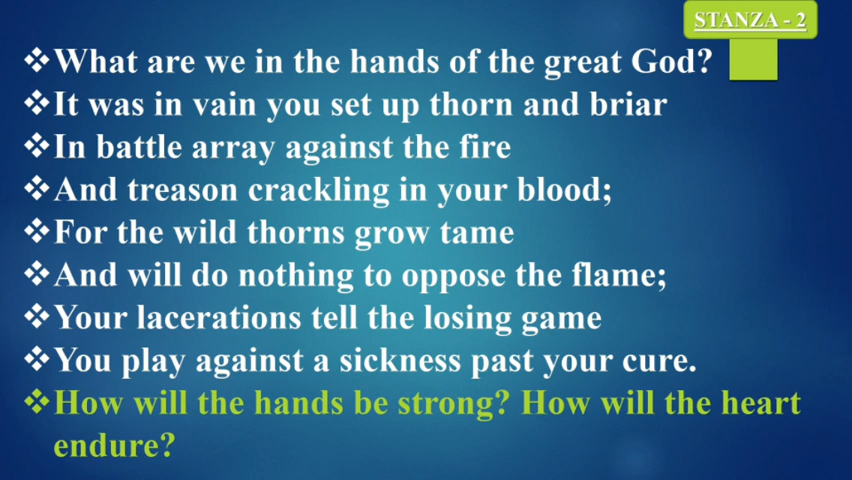 STANZA - 2
❖What are we in the hands of the great God?
❖It was in vain you set up thorn and briar
❖In battle array against the fire
❖And treason crackling in your blood;
❖For the wild thorns grow tame
❖And will do nothing to oppose the flame;
❖Your lacerations tell the losing game
❖You play against a sickness past your cure.
❖How will the hands be strong? How will the heart
endure?